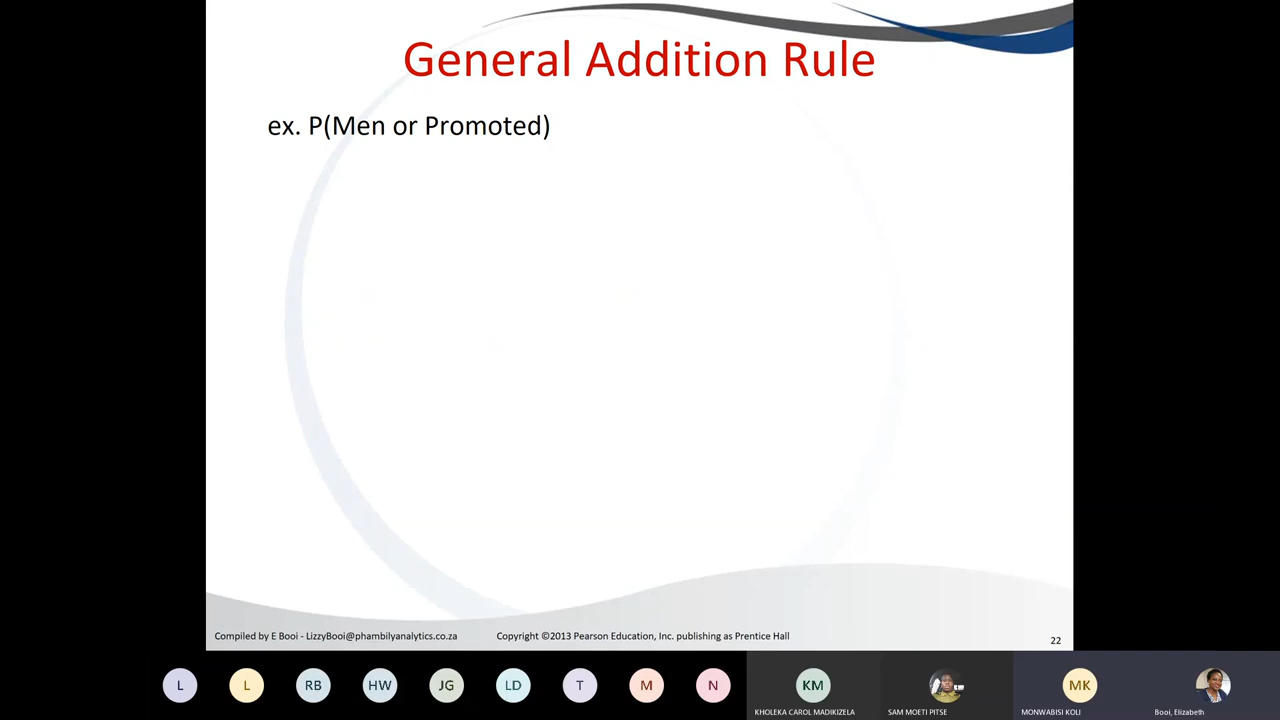 General Addition Rule
ex. P(Men or Promoted)
Compiled by E Booi - LizzyBooi@phambilyanalytics.co.za
Copyright ©2013 Pearson Education, Inc. publishing as Prentice Hall
22
L
L
RB
HW
JG
LD
T
M
N
KM
MK
KHOLEKA CAROL MADIKIZELA
SAM MOETI PITSE
MONWABISI KOLI
Booi, Elizabeth